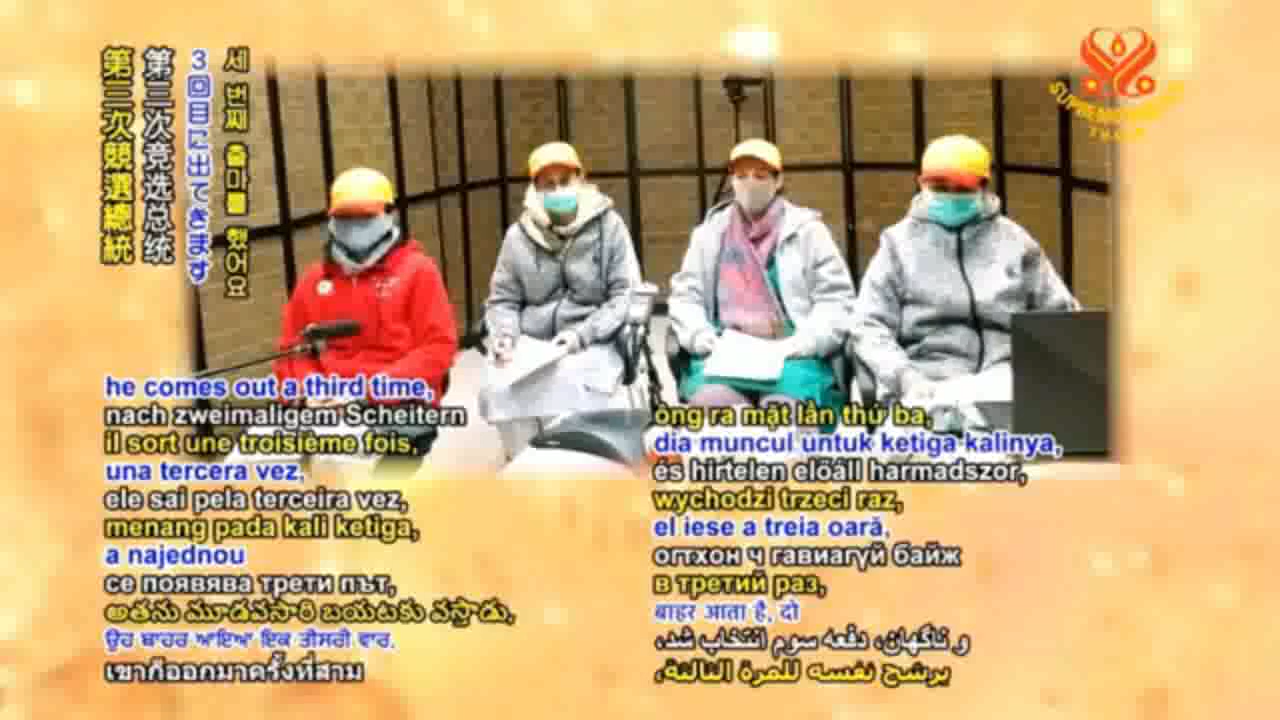 第三次競選總統
第三次竞选总统
3回目に出てきます
세 번째 출마를 했어요
SUPREME MASTER
he comes out a third time,
nach zweimaligem Scheitern
il sort une troisième fois,
una tercera vez,
ele sai pela terceira vez,
menang pada kali ketiga,
a najednou
се появява трети път,
అతను మూడవసారి బయటకు వస్తాడు.
ਉਹ ਬਾਹਰ ਆਇਆ ਇਕ ਤੀਸਰੀ ਵਾਰ.
เขาก็ออกมาครั้งที่สาม
ông ra mặt lần thứ ba,
dia muncul untuk ketiga kalinya,
és hirtelen előáll harmadszor,
wychodzi trzeci raz,
el iese a treia oară,
огтхон ч гавиагүй байж
в третий раз,
बाहर आता है, दो
و ناگهان، دفعه سوم انتخاب شد،
يرشح نفسه للمرة الثالثة،